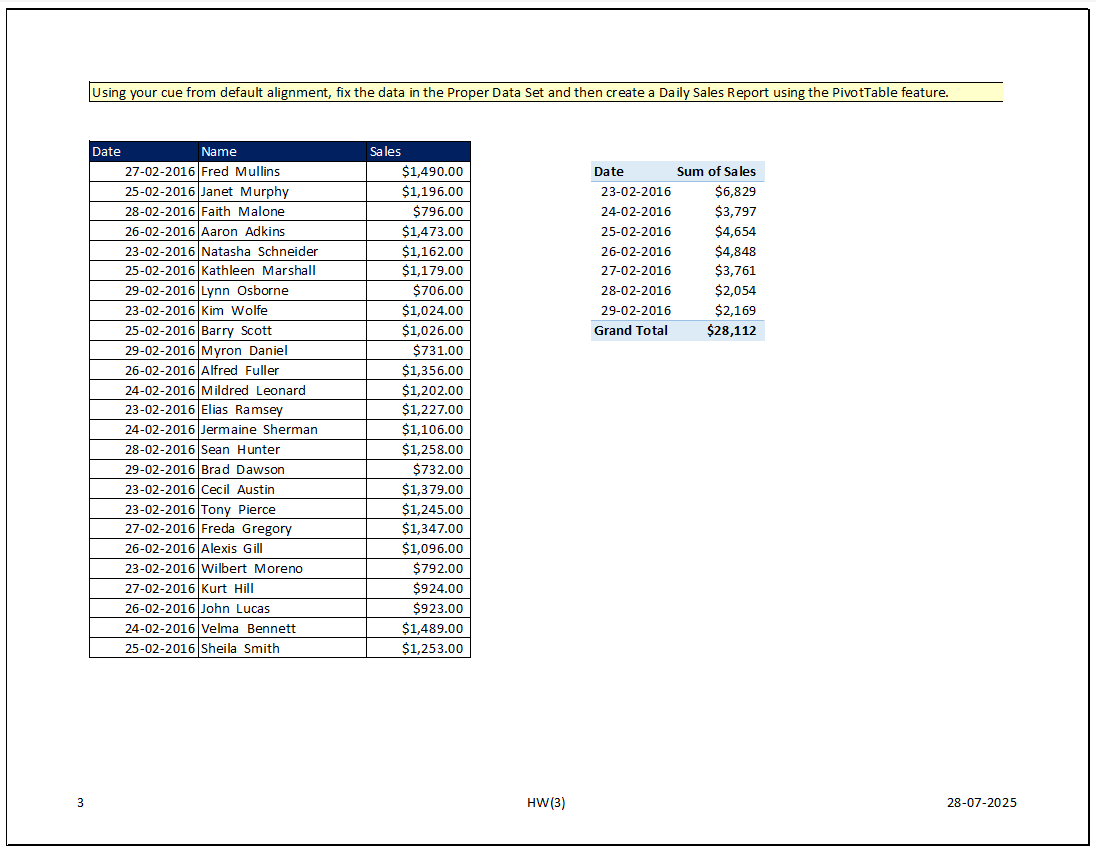 Using your cue from default alignment, fix the data in the Proper Data Set and then create a Daily Sales Report using the PivotTable feature.
Date Name Sales
27-02-2016 Fred Mullins $1,490.00
25-02-2016 Janet Murphy $1,196.00
28-02-2016 Faith Malone $796.00
26-02-2016 Aaron Adkins $1,473.00
23-02-2016 Natasha Schneider $1,162.00
25-02-2016 Kathleen Marshall $1,179.00
29-02-2016 Lynn Osborne $706.00
23-02-2016 Kim Wolfe $1,024.00
25-02-2016 Barry Scott $1,026.00
29-02-2016 Myron Daniel $731.00
26-02-2016 Alfred Fuller $1,356.00
24-02-2016 Mildred Leonard $1,202.00
23-02-2016 Elias Ramsey $1,227.00
24-02-2016 Jermaine Sherman $1,106.00
28-02-2016 Sean Hunter $1,258.00
29-02-2016 Brad Dawson $732.00
23-02-2016 Cecil Austin $1,379.00
23-02-2016 Tony Pierce $1,245.00
27-02-2016 Freda Gregory $1,347.00
26-02-2016 Alexis Gill $1,096.00
23-02-2016 Wilbert Moreno $792.00
27-02-2016 Kurt Hill $924.00
26-02-2016 John Lucas $923.00
24-02-2016 Velma Bennett $1,489.00
25-02-2016 Sheila Smith $1,253.00
Date Sum of Sales
23-02-2016 $6,829
24-02-2016 $3,797
25-02-2016 $4,654
26-02-2016 $4,848
27-02-2016 $3,761
28-02-2016 $2,054
29-02-2016 $2,169
Grand Total $28,112
3 HW(3) 28-07-2025